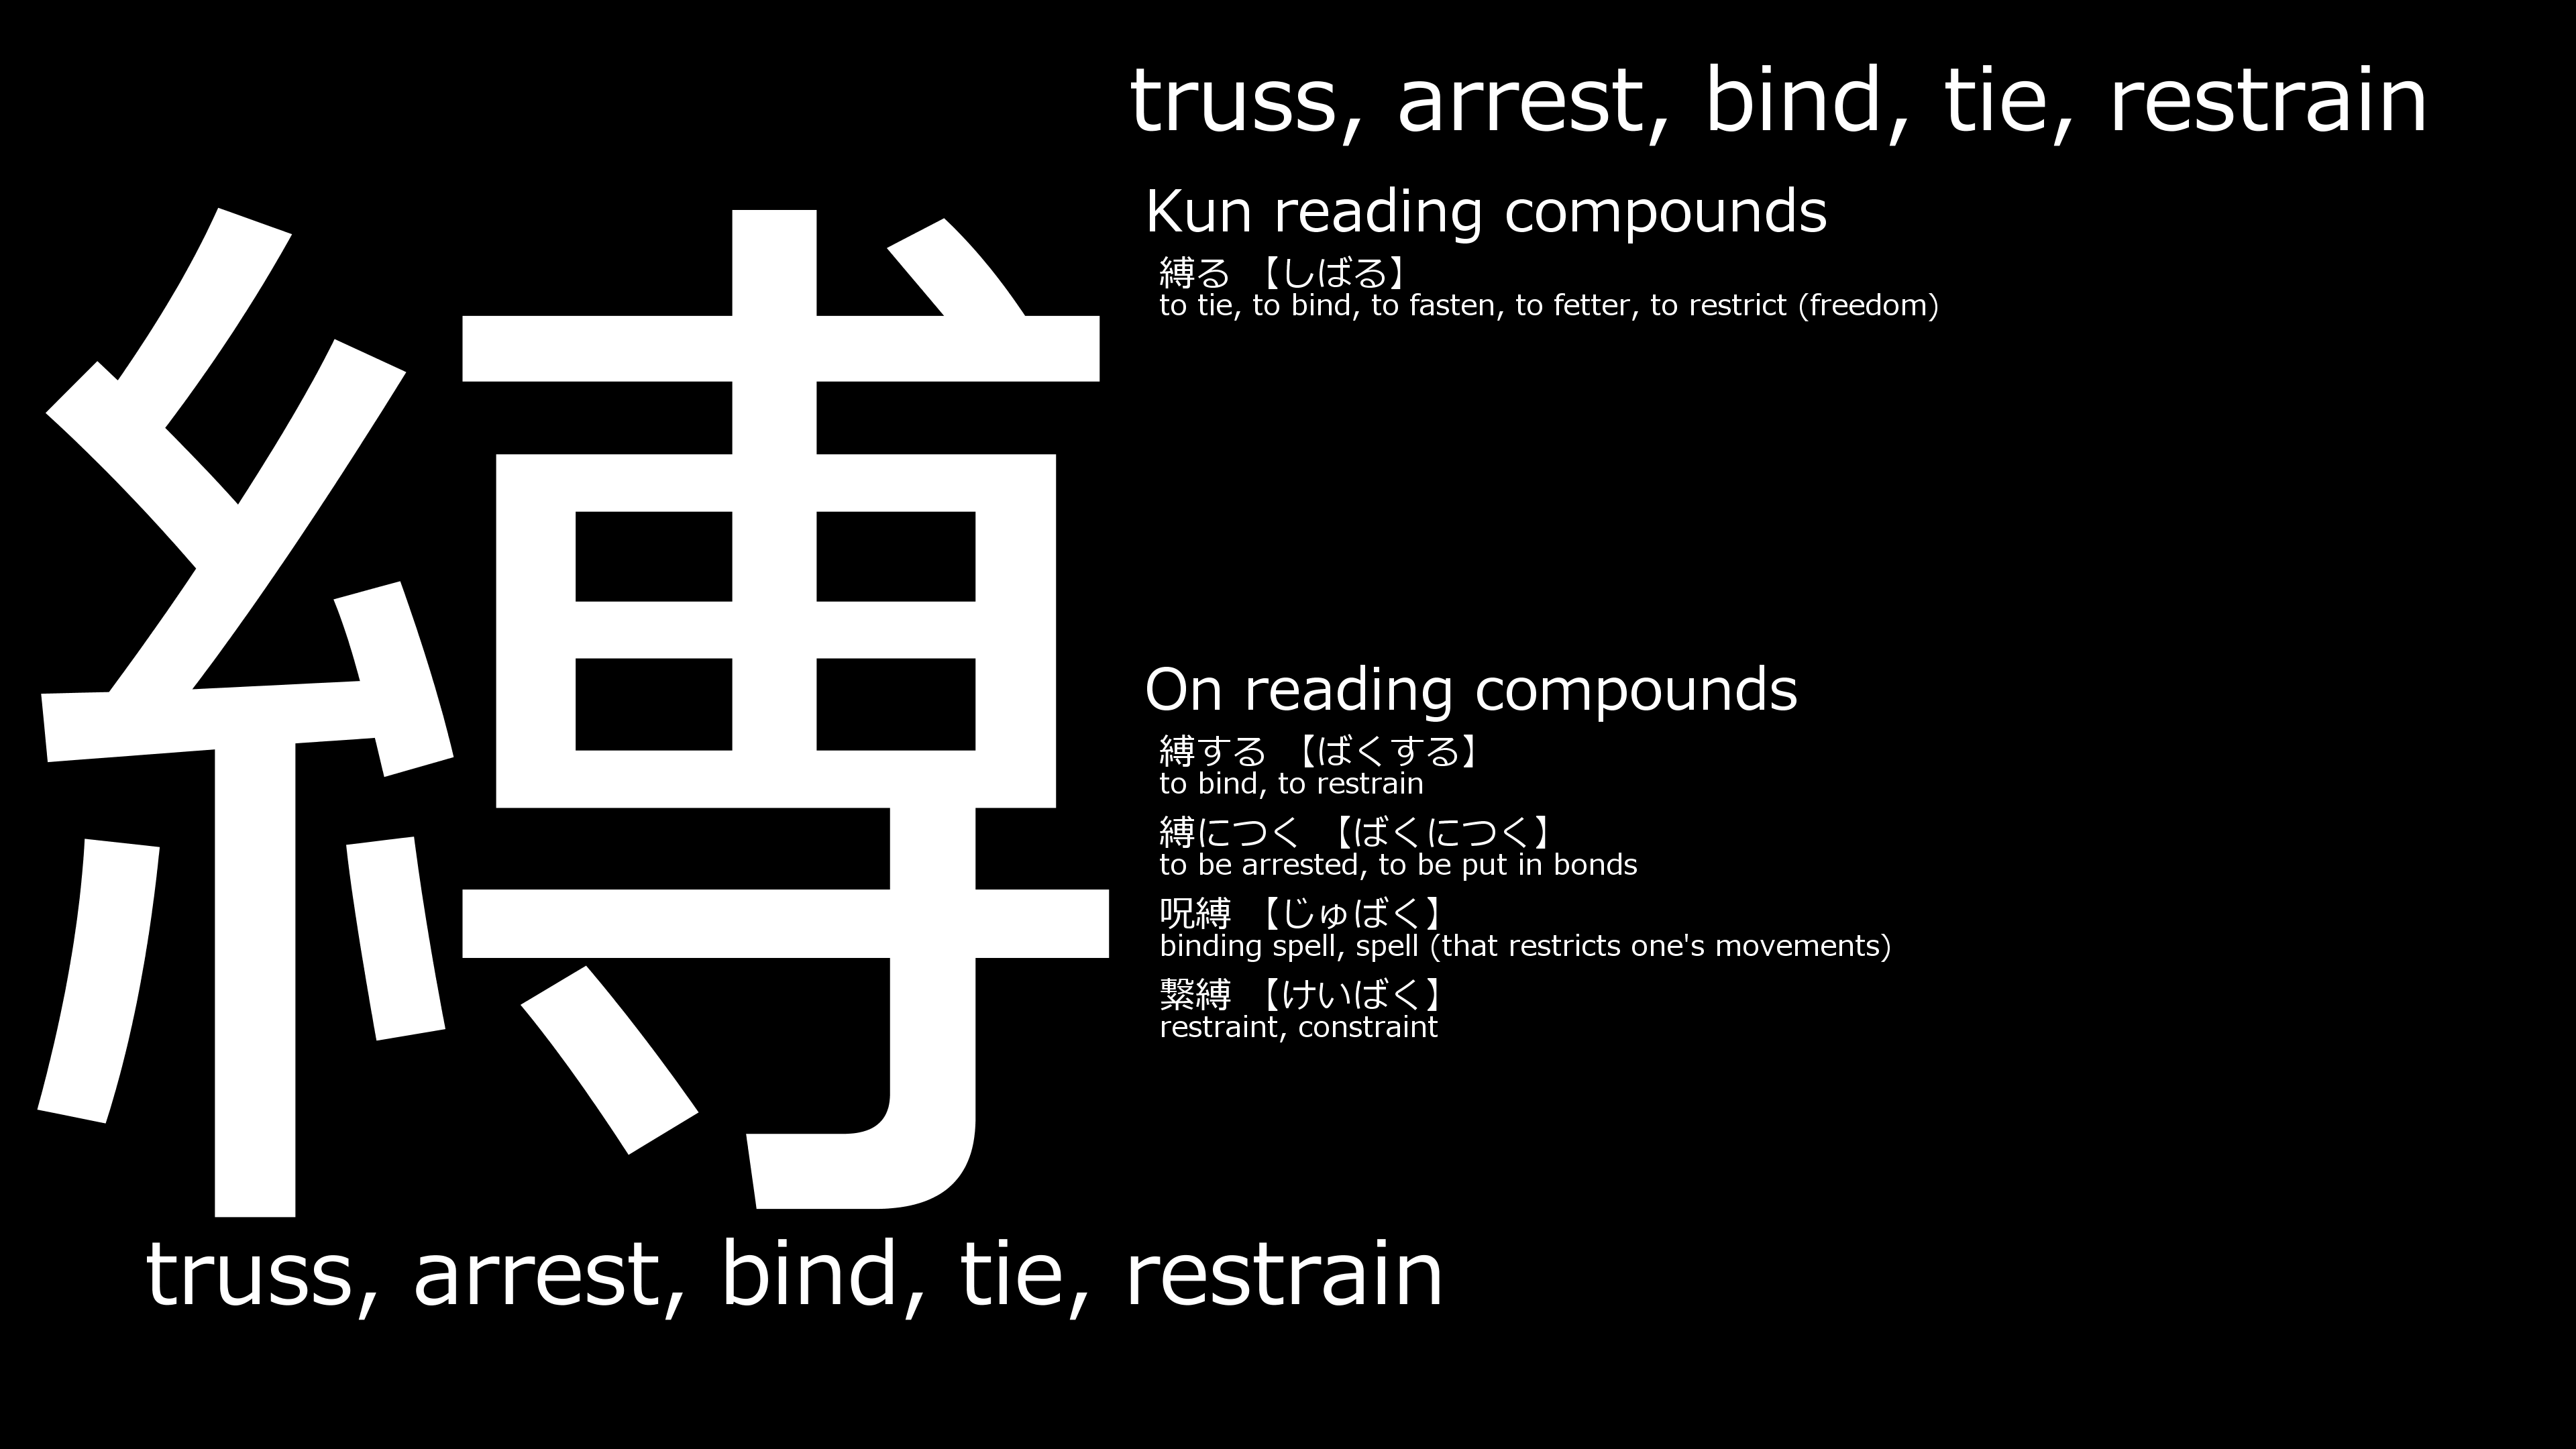 縛
truss, arrest, bind, tie, restrain
truss, arrest, bind, tie, restrain
Kun reading compounds
縛る 【しばる】
to tie, to bind, to fasten, to fetter, to restrict (freedom)
On reading compounds
縛する 【ばくする】
to bind, to restrain
縛につく 【ばくにつく】
to be arrested, to be put in bonds
呪縛 【じゅばく】
binding spell, spell (that restricts one's movements)
繋縛 【けいばく】
restraint, constraint